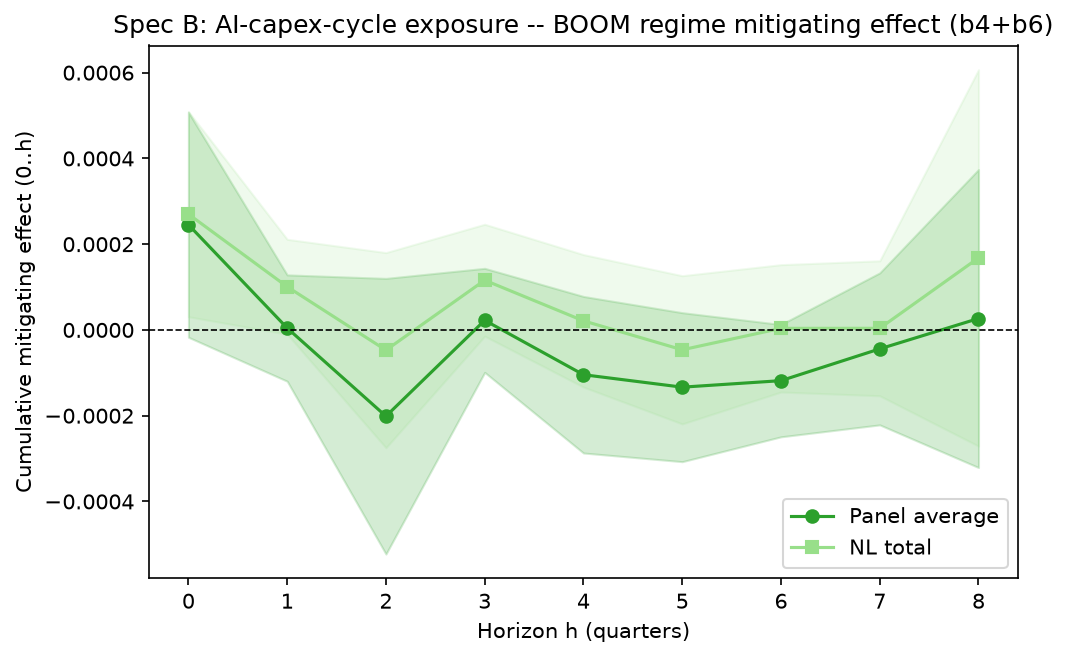 Spec B: AI-capex-cycle exposure -- BOOM regime mitigating effect (b4+b6)
Cumulative mitigating effect (0..h)
0.0006
0.0004
0.0002
0.0000
−0.0002
−0.0004
Panel average
NL total
0 1 2 3 4 5 6 7 8
Horizon h (quarters)